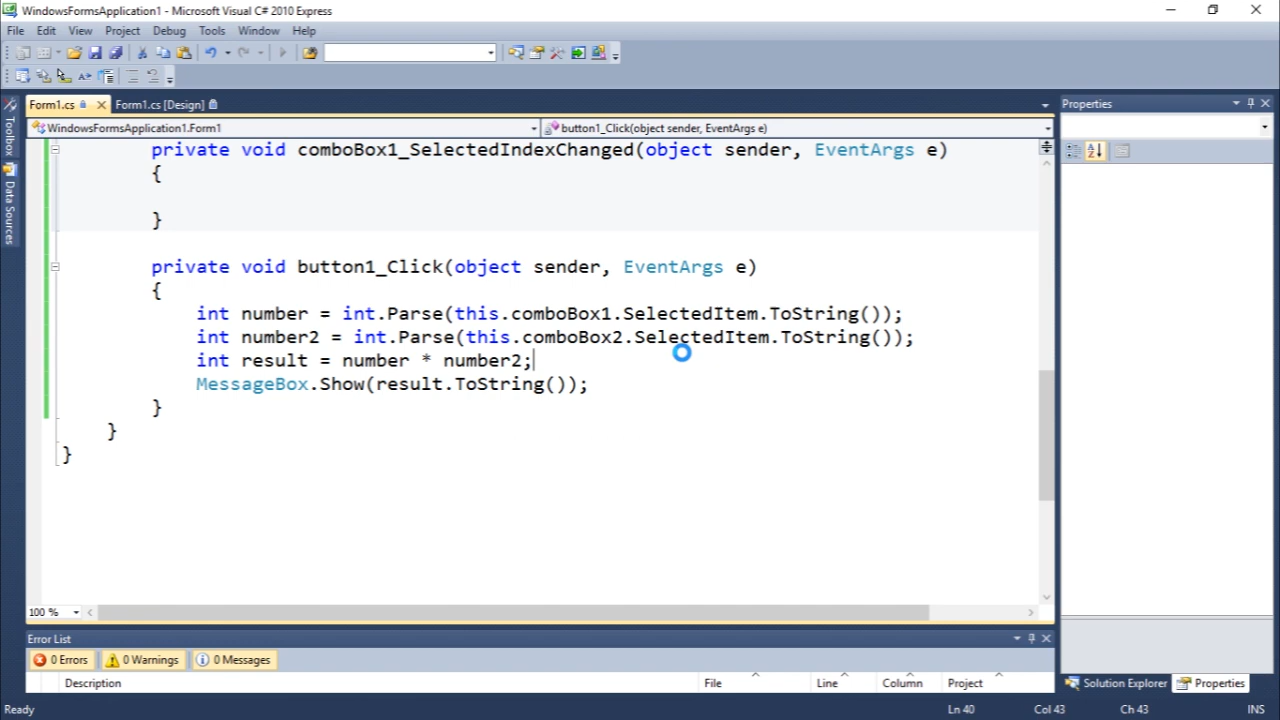 WindowsFormsApplication1 - Microsoft Visual C# 2010 Express
File Edit View Project Debug Tools Window Help
Form1.cs Form1.cs [Design]
Properties
Toolbox
Data Sources
WindowsFormsApplication1.Form1
button1_Click(object sender, EventArgs e)
private void comboBox1_SelectedIndexChanged(object sender, EventArgs e)
{
}
private void button1_Click(object sender, EventArgs e)
{
int number = int.Parse(this.comboBox1.SelectedItem.ToString());
int number2 = int.Parse(this.comboBox2.SelectedItem.ToString());
int result = number * number2;
MessageBox.Show(result.ToString());
}
}
}
100 %
Error List
0 Errors 0 Warnings 0 Messages
Description File Line Column Project
Solution Explorer Properties
Ready Ln 40 Col 43 Ch 43 INS